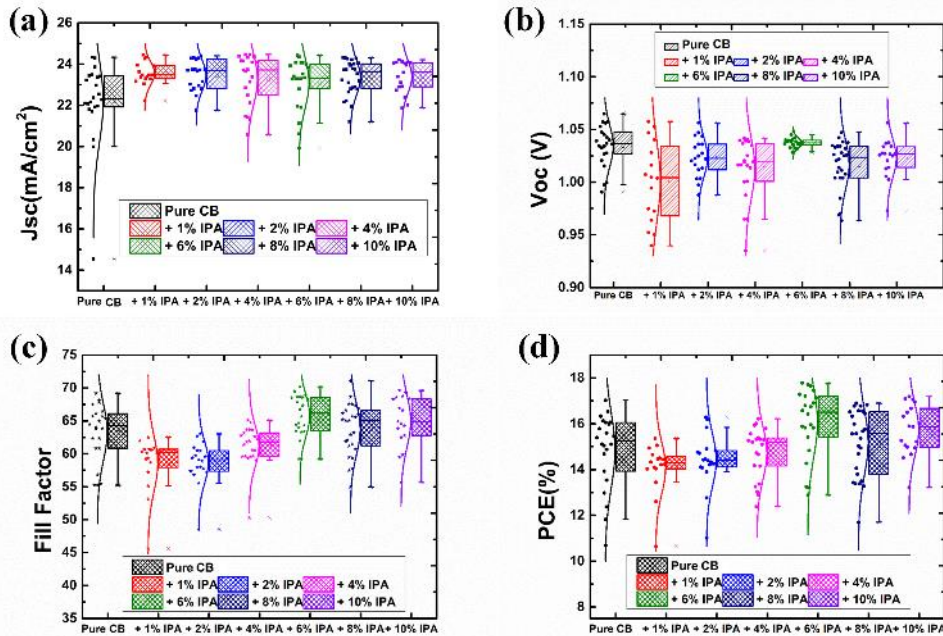 (a)
26
24
22
20
18
16
14
13
Jsc(mA/cm²)
Pure CB
+ 1% IPA + 2% IPA + 4% IPA
+ 6% IPA + 8% IPA + 10% IPA
Pure CB + 1% IPA + 2% IPA + 4% IPA + 6% IPA + 8% IPA + 10% IPA
(b)
1.15
1.10
1.05
1.00
0.95
0.90
Voc (V)
Pure CB
+ 1% IPA + 2% IPA + 4% IPA
+ 6% IPA + 8% IPA + 10% IPA
Pure CB + 1% IPA + 2% IPA + 4% IPA + 6% IPA + 8% IPA + 10% IPA
(c)
75
70
65
60
55
50
45
40
35
Fill Factor
Pure CB
+ 1% IPA + 2% IPA + 4% IPA
+ 6% IPA + 8% IPA + 10% IPA
Pure CB + 1% IPA + 2% IPA + 4% IPA + 6% IPA + 8% IPA + 10% IPA
(d)
18
16
14
12
10
8
PCE(%)
Pure CB
+ 1% IPA + 2% IPA + 4% IPA
+ 6% IPA + 8% IPA + 10% IPA
Pure CB + 1% IPA + 2% IPA + 4% IPA + 6% IPA + 8% IPA + 10% IPA